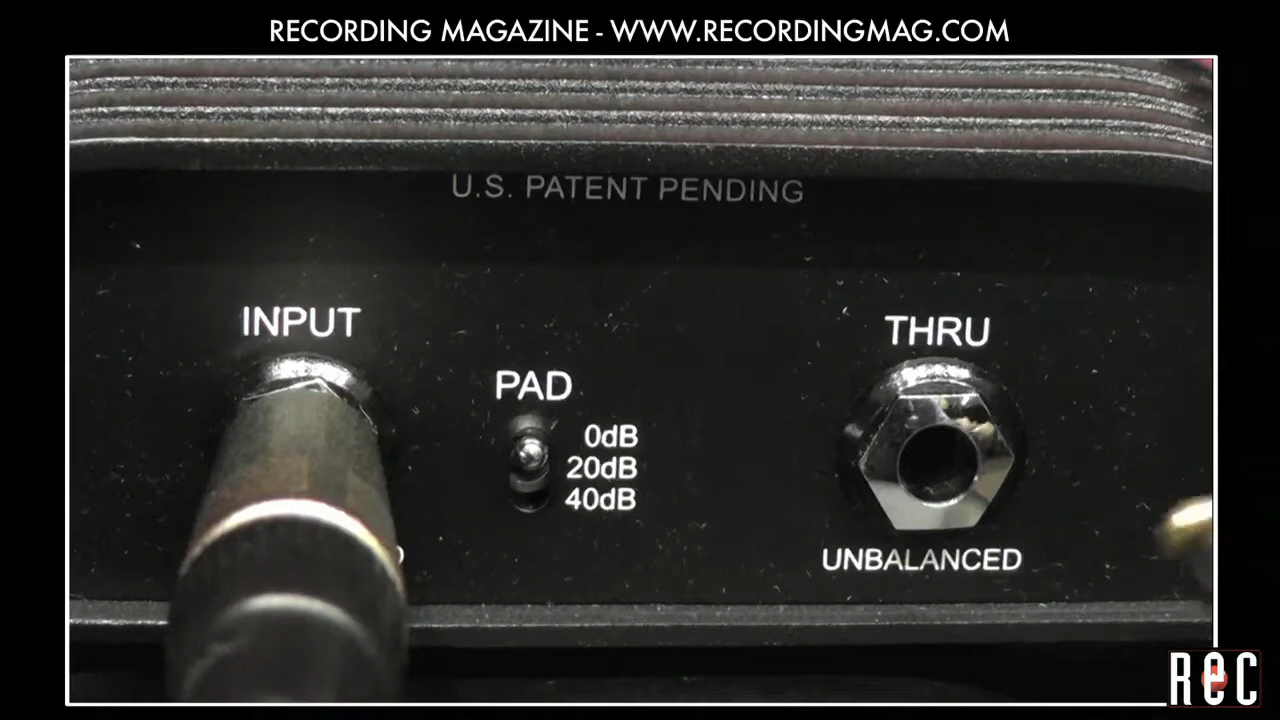 RECORDING MAGAZINE - WWW.RECORDINGMAG.COM
U.S. PATENT PENDING
INPUT
THRU
PAD
0dB
20dB
40dB
UNBALANCED
ReC